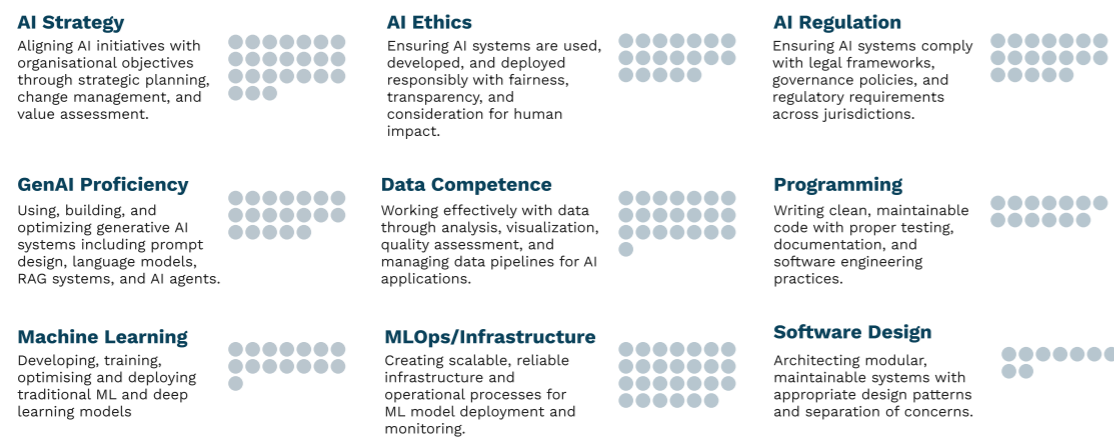 AI Strategy
Aligning AI initiatives with
organisational objectives
through strategic planning,
change management, and
value assessment.
AI Ethics
Ensuring AI systems are used,
developed, and deployed
responsibly with fairness,
transparency, and
consideration for human
impact.
AI Regulation
Ensuring AI systems comply
with legal frameworks,
governance policies, and
regulatory requirements
across jurisdictions.
GenAI Proficiency
Using, building, and
optimizing generative AI
systems including prompt
design, language models,
RAG systems, and AI agents.
Data Competence
Working effectively with data
through analysis, visualization,
quality assessment, and
managing data pipelines for AI
applications.
Programming
Writing clean, maintainable
code with proper testing,
documentation, and
software engineering
practices.
Machine Learning
Developing, training,
optimising and deploying
traditional ML and deep
learning models
MLOps/Infrastructure
Creating scalable, reliable
infrastructure and
operational processes for
ML model deployment and
monitoring.
Software Design
Architecting modular,
maintainable systems with
appropriate design patterns
and separation of concerns.